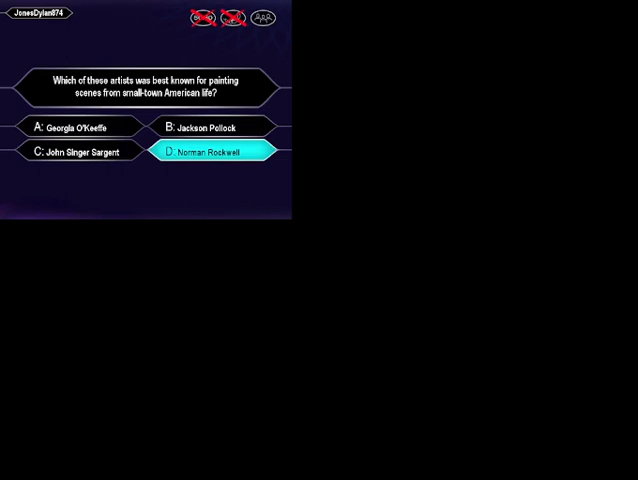 JonesDylan874
Which of these artists was best known for painting
scenes from small-town American life?
A: Georgia O'Keeffe
B: Jackson Pollock
C: John Singer Sargent
D: Norman Rockwell